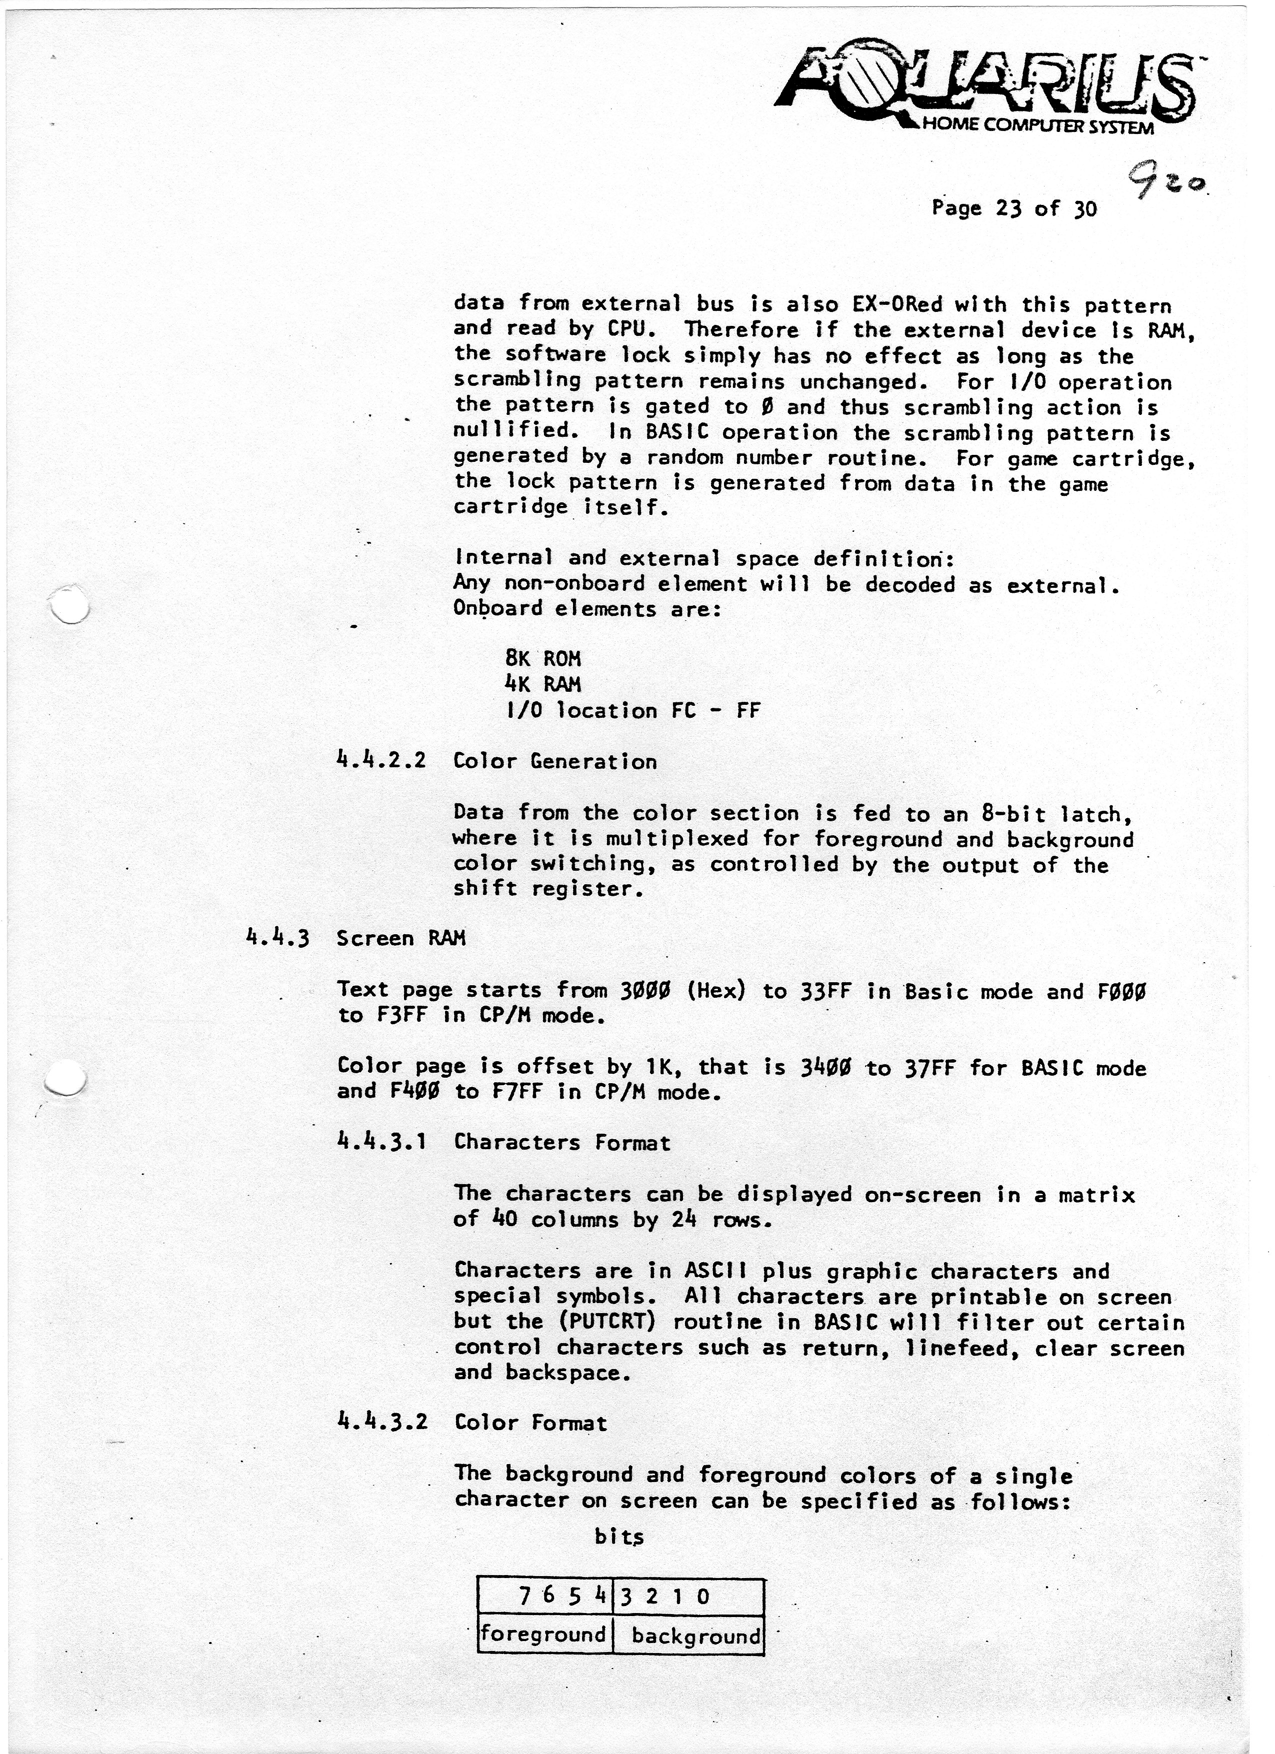 AQUARIUS™
HOME COMPUTER SYSTEM
920.
Page 23 of 30
data from external bus is also EX-ORed with this pattern
and read by CPU. Therefore if the external device is RAM,
the software lock simply has no effect as long as the
scrambling pattern remains unchanged. For I/O operation
the pattern is gated to Ø and thus scrambling action is
nullified. In BASIC operation the scrambling pattern is
generated by a random number routine. For game cartridge,
the lock pattern is generated from data in the game
cartridge itself.
Internal and external space definition:
Any non-onboard element will be decoded as external.
Onboard elements are:
8K ROM
4K RAM
I/O location FC - FF
4.4.2.2 Color Generation
Data from the color section is fed to an 8-bit latch,
where it is multiplexed for foreground and background
color switching, as controlled by the output of the
shift register.
4.4.3 Screen RAM
Text page starts from 3ØØØ (Hex) to 33FF in Basic mode and FØØØ
to F3FF in CP/M mode.
Color page is offset by 1K, that is 34ØØ to 37FF for BASIC mode
and F4ØØ to F7FF in CP/M mode.
4.4.3.1 Characters Format
The characters can be displayed on-screen in a matrix
of 40 columns by 24 rows.
Characters are in ASCII plus graphic characters and
special symbols. All characters are printable on screen
but the (PUTCRT) routine in BASIC will filter out certain
control characters such as return, linefeed, clear screen
and backspace.
4.4.3.2 Color Format
The background and foreground colors of a single
character on screen can be specified as follows:
bits
7 6 5 4 3 2 1 0
foreground background